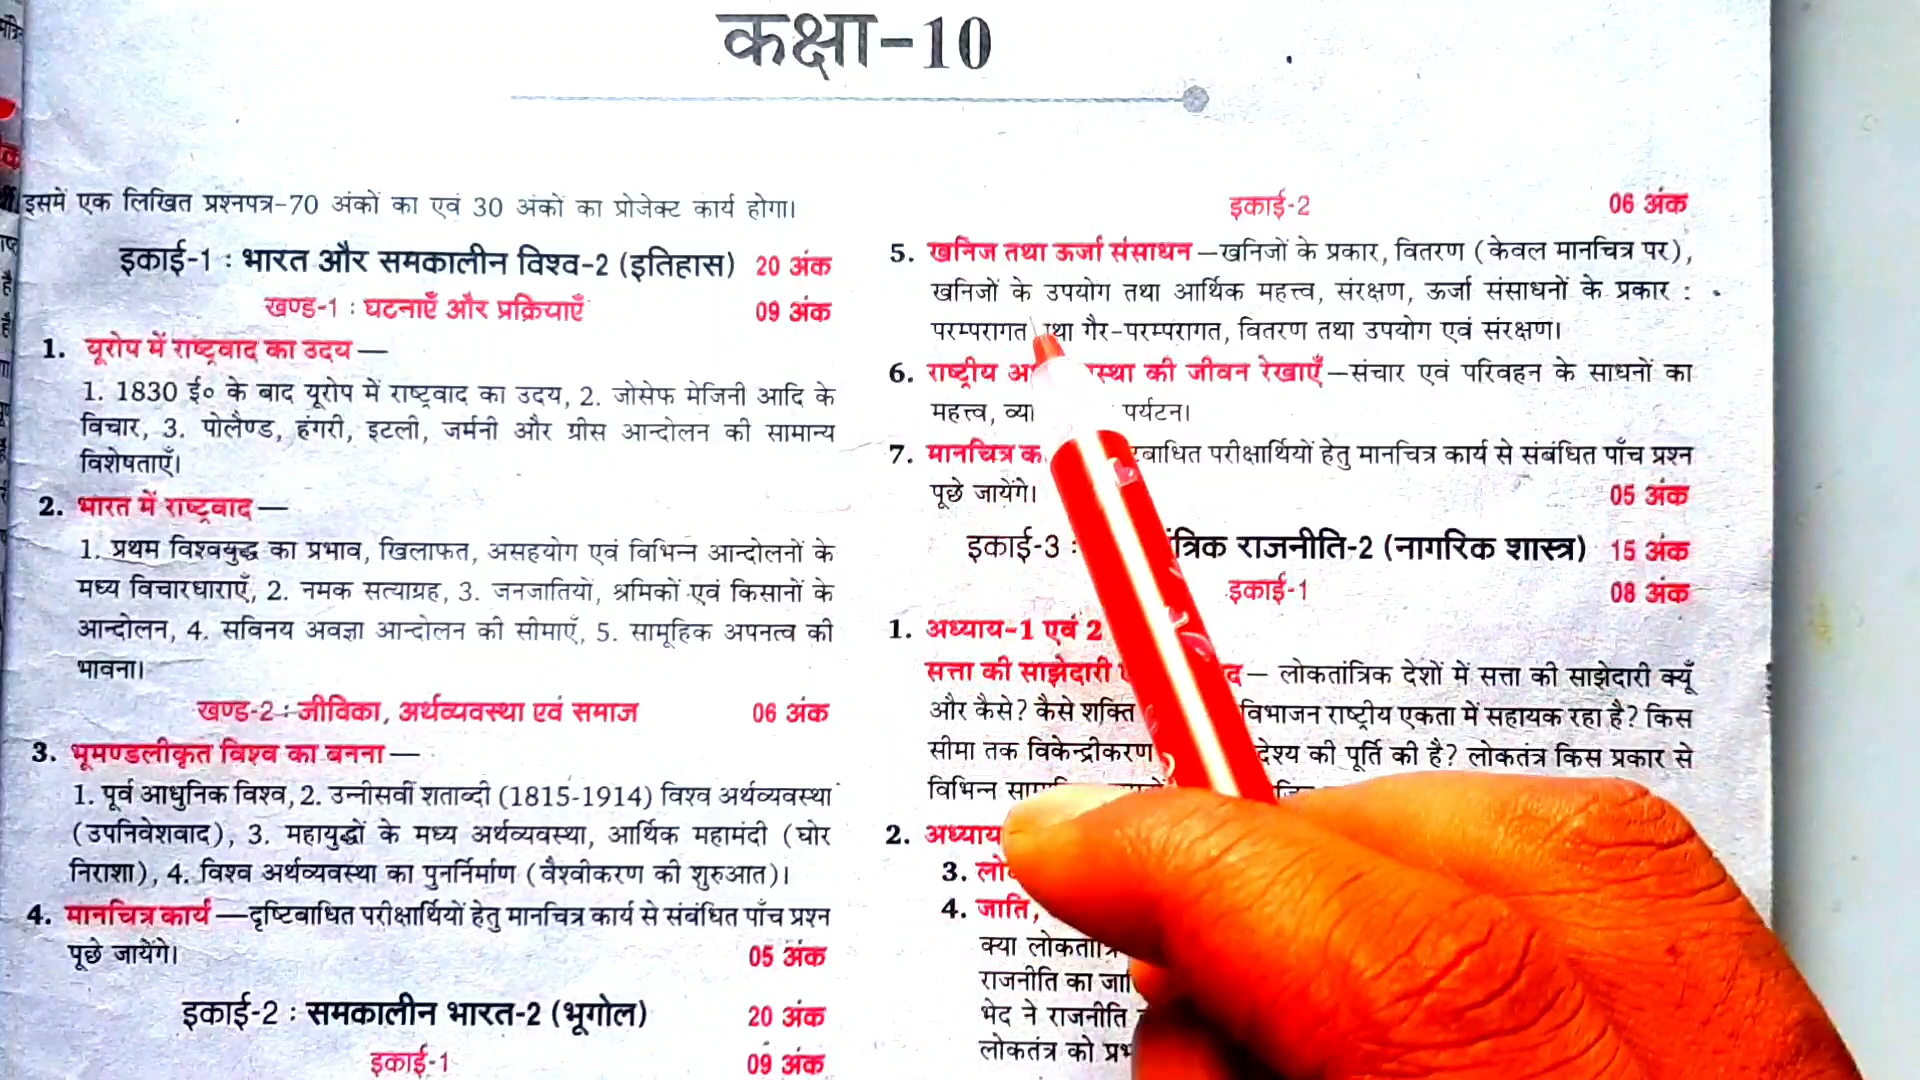 कक्षा-10
इसमें एक लिखित प्रश्नपत्र-70 अंकों का एवं 30 अंकों का प्रोजेक्ट कार्य होगा।
इकाई-1 : भारत और समकालीन विश्व-2 (इतिहास) 20 अंक
खण्ड-1 : घटनाएँ और प्रक्रियाएँ 09 अंक
1. यूरोप में राष्ट्रवाद का उदय —
1. 1830 ई० के बाद यूरोप में राष्ट्रवाद का उदय, 2. जोसेफ मेजिनी आदि के
विचार, 3. पोलैण्ड, हंगरी, इटली, जर्मनी और ग्रीस आन्दोलन की सामान्य
विशेषताएँ।
2. भारत में राष्ट्रवाद —
1. प्रथम विश्वयुद्ध का प्रभाव, खिलाफत, असहयोग एवं विभिन्न आन्दोलनों के
मध्य विचारधाराएँ, 2. नमक सत्याग्रह, 3. जनजातियों, श्रमिकों एवं किसानों के
आन्दोलन, 4. सविनय अवज्ञा आन्दोलन की सीमाएँ, 5. सामूहिक अपनत्व की
भावना।
खण्ड-2 : जीविका, अर्थव्यवस्था एवं समाज 06 अंक
3. भूमण्डलीकृत विश्व का बनना —
1. पूर्व आधुनिक विश्व, 2. उन्नीसवीं शताब्दी (1815-1914) विश्व अर्थव्यवस्था
(उपनिवेशवाद), 3. महायुद्धों के मध्य अर्थव्यवस्था, आर्थिक महामंदी (घोर
निराशा), 4. विश्व अर्थव्यवस्था का पुनर्निर्माण (वैश्वीकरण की शुरुआत)।
4. मानचित्र कार्य —दृष्टिबाधित परीक्षार्थियों हेतु मानचित्र कार्य से संबंधित पाँच प्रश्न
पूछे जायेंगे। 05 अंक
इकाई-2 : समकालीन भारत-2 (भूगोल) 20 अंक
इकाई-1 09 अंक
इकाई-2 06 अंक
5. खनिज तथा ऊर्जा संसाधन —खनिजों के प्रकार, वितरण (केवल मानचित्र पर),
खनिजों के उपयोग तथा आर्थिक महत्त्व, संरक्षण, ऊर्जा संसाधनों के प्रकार :
परम्परागत तथा गैर-परम्परागत, वितरण तथा उपयोग एवं संरक्षण।
6. राष्ट्रीय की जीवन रेखाएँ —संचार एवं परिवहन के साधनों का
महत्त्व, पर्यटन।
7. मानचित्र परीक्षार्थियों हेतु मानचित्र कार्य से संबंधित पाँच प्रश्न
पूछे जायेंगे। 05 अंक
इकाई-3 : राजनीति-2 (नागरिक शास्त्र) 15 अंक
इकाई-1 08 अंक
1. अध्याय-1 एवं 2
सत्ता की साझेदारी — लोकतांत्रिक देशों में सत्ता की साझेदारी क्यूँ
और कैसे? कैसे शक्ति विभाजन राष्ट्रीय एकता में सहायक रहा है? किस
सीमा तक विकेन्द्रीकरण की पूर्ति की है? लोकतंत्र किस प्रकार से
विभिन्न
2. अध्याय
3.
4. जाति,
क्या
राजनीति का
भेद ने राजनीति
लोकतंत्र को